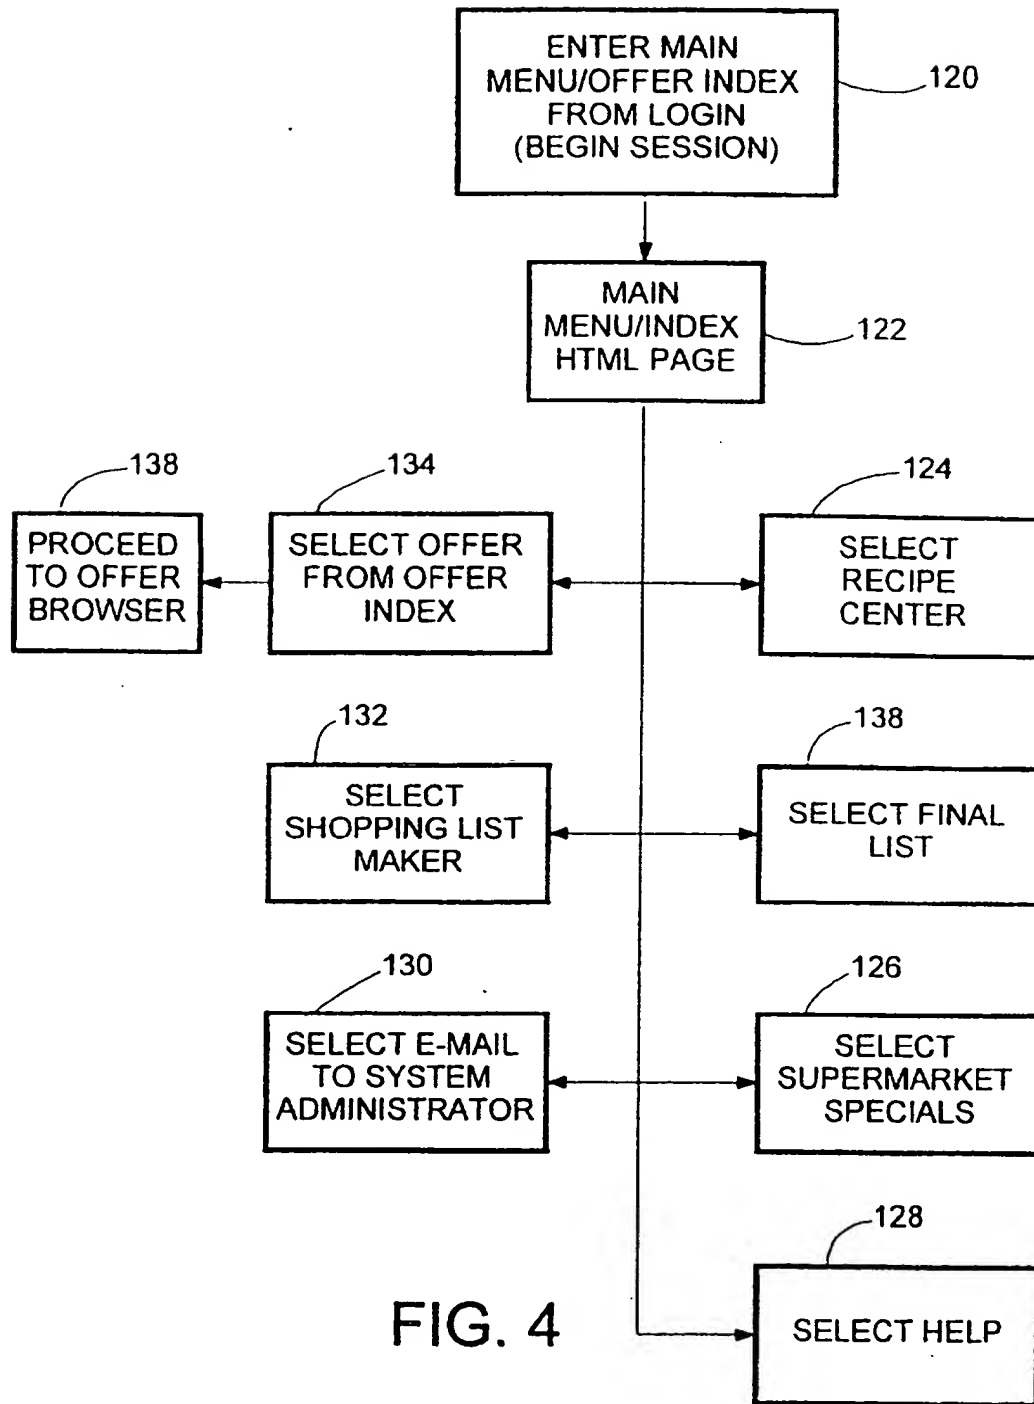 ENTER MAIN
MENU/OFFER INDEX
FROM LOGIN
(BEGIN SESSION)
120
MAIN
MENU/INDEX
HTML PAGE
122
138
PROCEED
TO OFFER
BROWSER
134
SELECT OFFER
FROM OFFER
INDEX
124
SELECT
RECIPE
CENTER
132
SELECT
SHOPPING LIST
MAKER
138
SELECT FINAL
LIST
130
SELECT E-MAIL
TO SYSTEM
ADMINISTRATOR
126
SELECT
SUPERMARKET
SPECIALS
128
SELECT HELP
FIG. 4